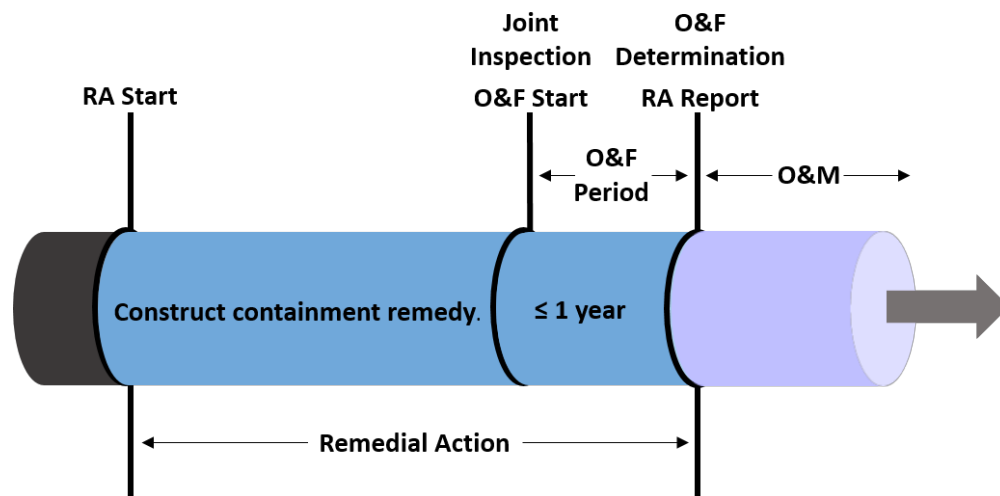 Joint
Inspection
O&F Start
O&F
Determination
RA Report
RA Start
O&F
Period
O&M
Construct containment remedy.
≤ 1 year
Remedial Action